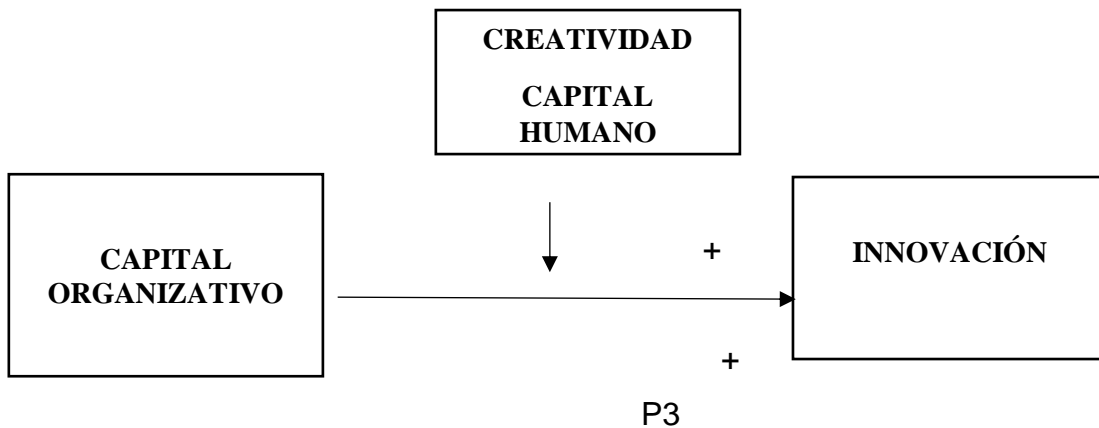 CREATIVIDAD
CAPITAL
HUMANO
CAPITAL
ORGANIZATIVO
+
INNOVACIÓN
+
P3